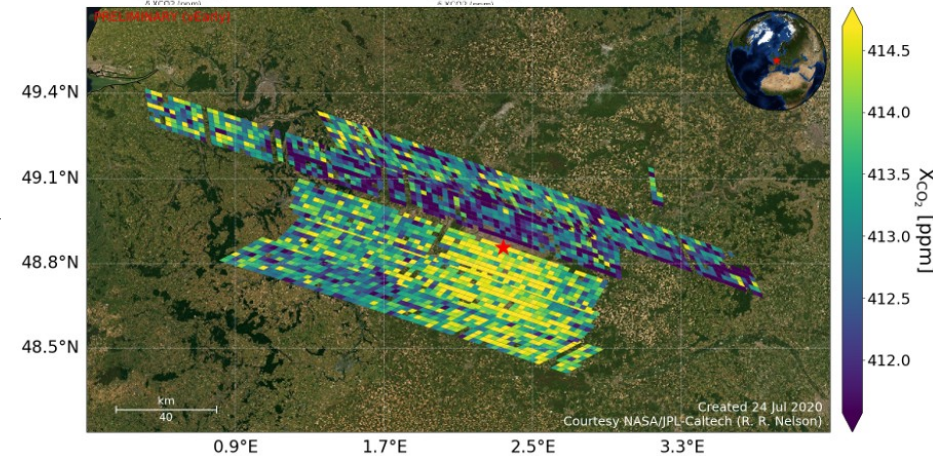 PRELIMINARY (vEarly)
49.4°N
49.1°N
48.8°N
48.5°N
0.9°E
1.7°E
2.5°E
3.3°E
km
40
Created 24 Jul 2020
Courtesy NASA/JPL-Caltech (R. R. Nelson)
414.5
414.0
413.5
413.0
412.5
412.0
XCO₂ [ppm]